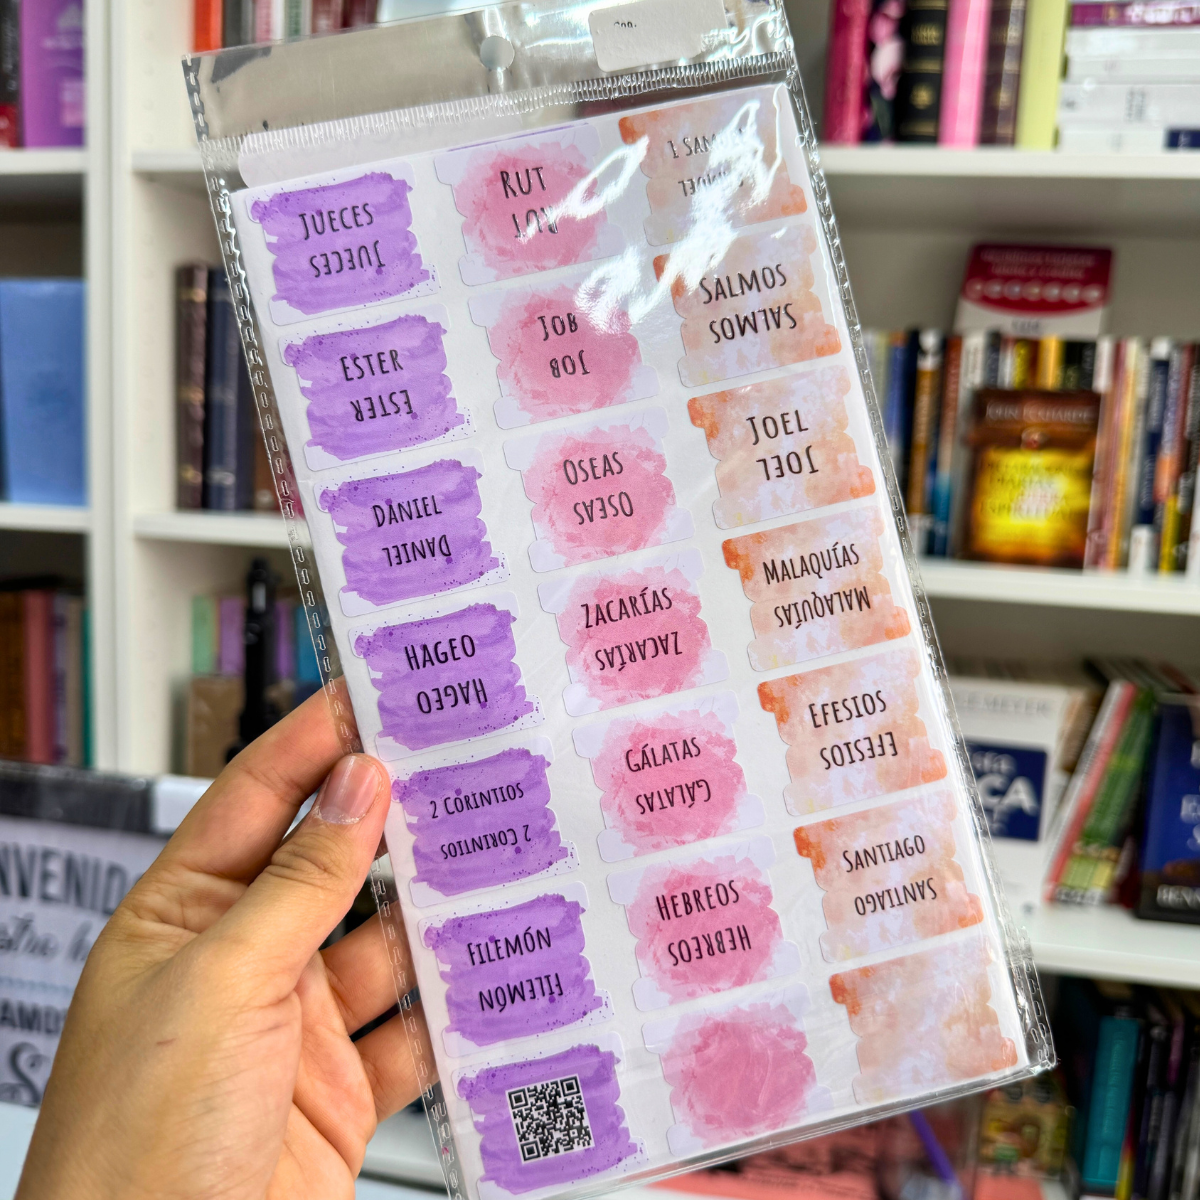 JUECES
JUECES
RUT
RUT
ESTER
ESTER
JOB
JOB
SALMOS
SALMOS
DANIEL
DANIEL
OSEAS
OSEAS
JOEL
JOEL
HAGEO
HAGEO
ZACARÍAS
ZACARÍAS
MALAQUÍAS
MALAQUÍAS
2 CORINTIOS
2 CORINTIOS
GÁLATAS
GÁLATAS
EFESIOS
EFESIOS
FILEMÓN
FILEMÓN
HEBREOS
HEBREOS
SANTIAGO
SANTIAGO